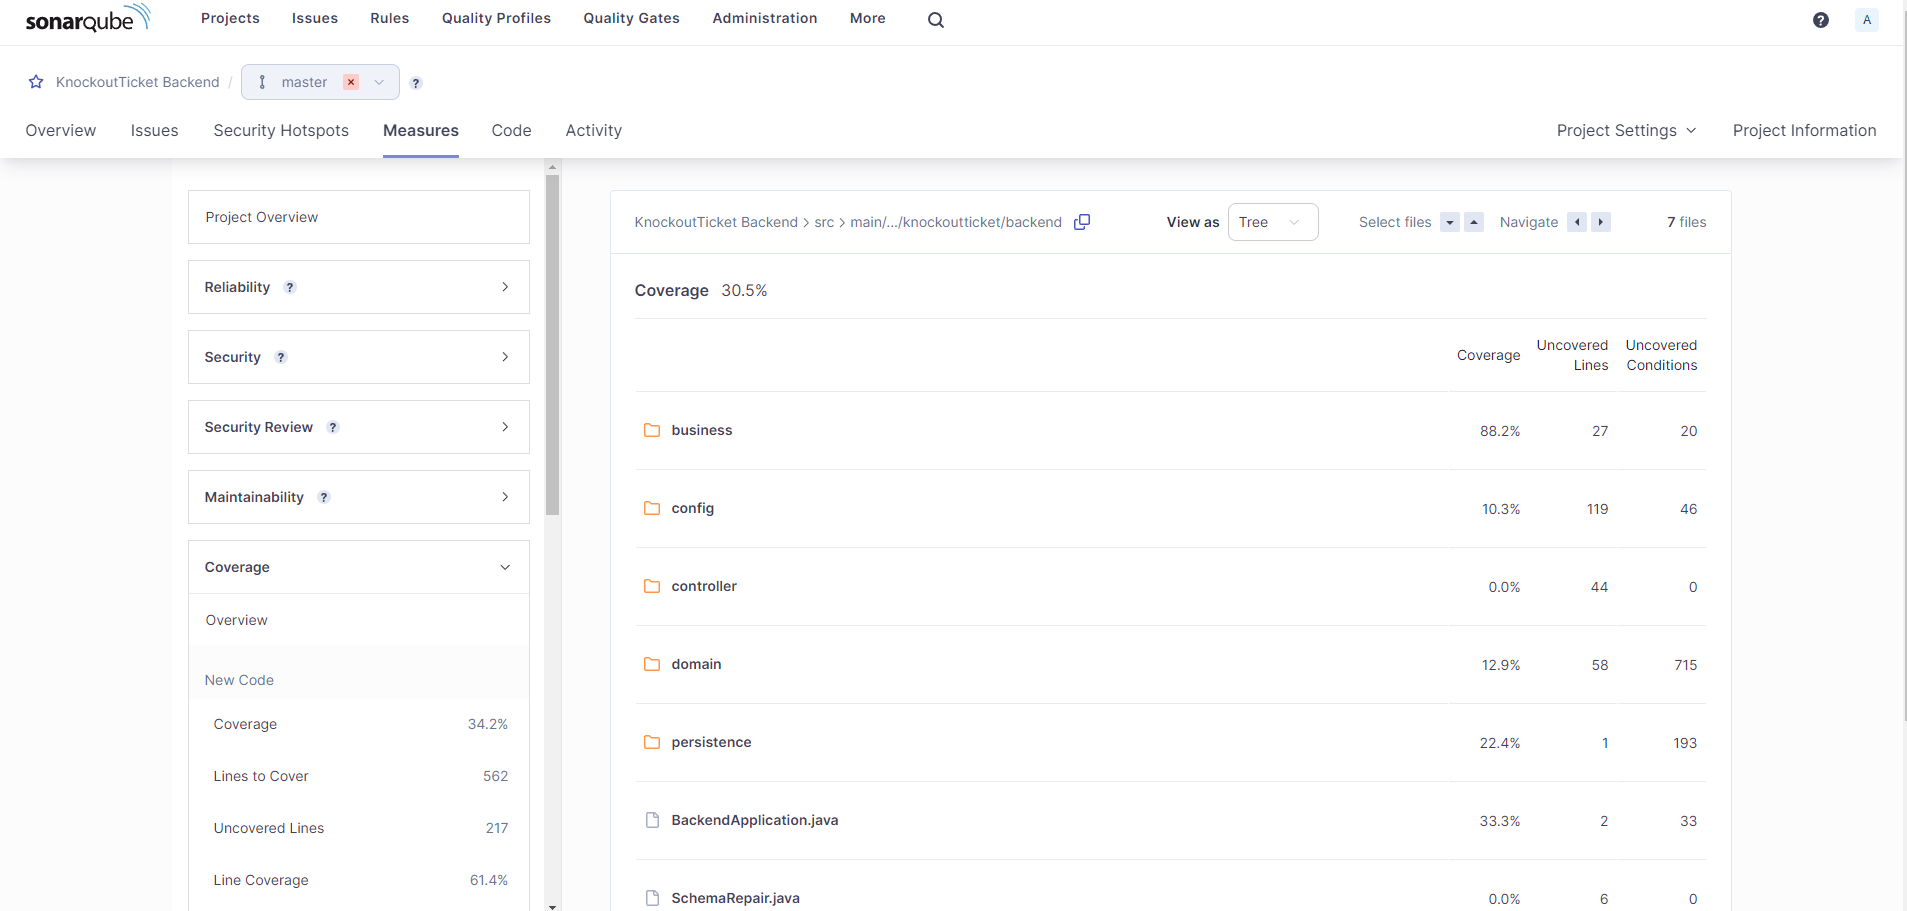 sonarqube
Projects Issues Rules Quality Profiles Quality Gates Administration More
? A
KnockoutTicket Backend / master ?
Overview Issues Security Hotspots Measures Code Activity Project Settings Project Information
Project Overview
Reliability ?
Security ?
Security Review ?
Maintainability ?
Coverage
Overview
New Code
Coverage 34.2%
Lines to Cover 562
Uncovered Lines 217
Line Coverage 61.4%
KnockoutTicket Backend > src > main/.../knockoutticket/backend View as Tree Select files Navigate 7 files
Coverage 30.5%
Coverage Uncovered Lines Uncovered Conditions
business 88.2% 27 20
config 10.3% 119 46
controller 0.0% 44 0
domain 12.9% 58 715
persistence 22.4% 1 193
BackendApplication.java 33.3% 2 33
SchemaRepair.java 0.0% 6 0